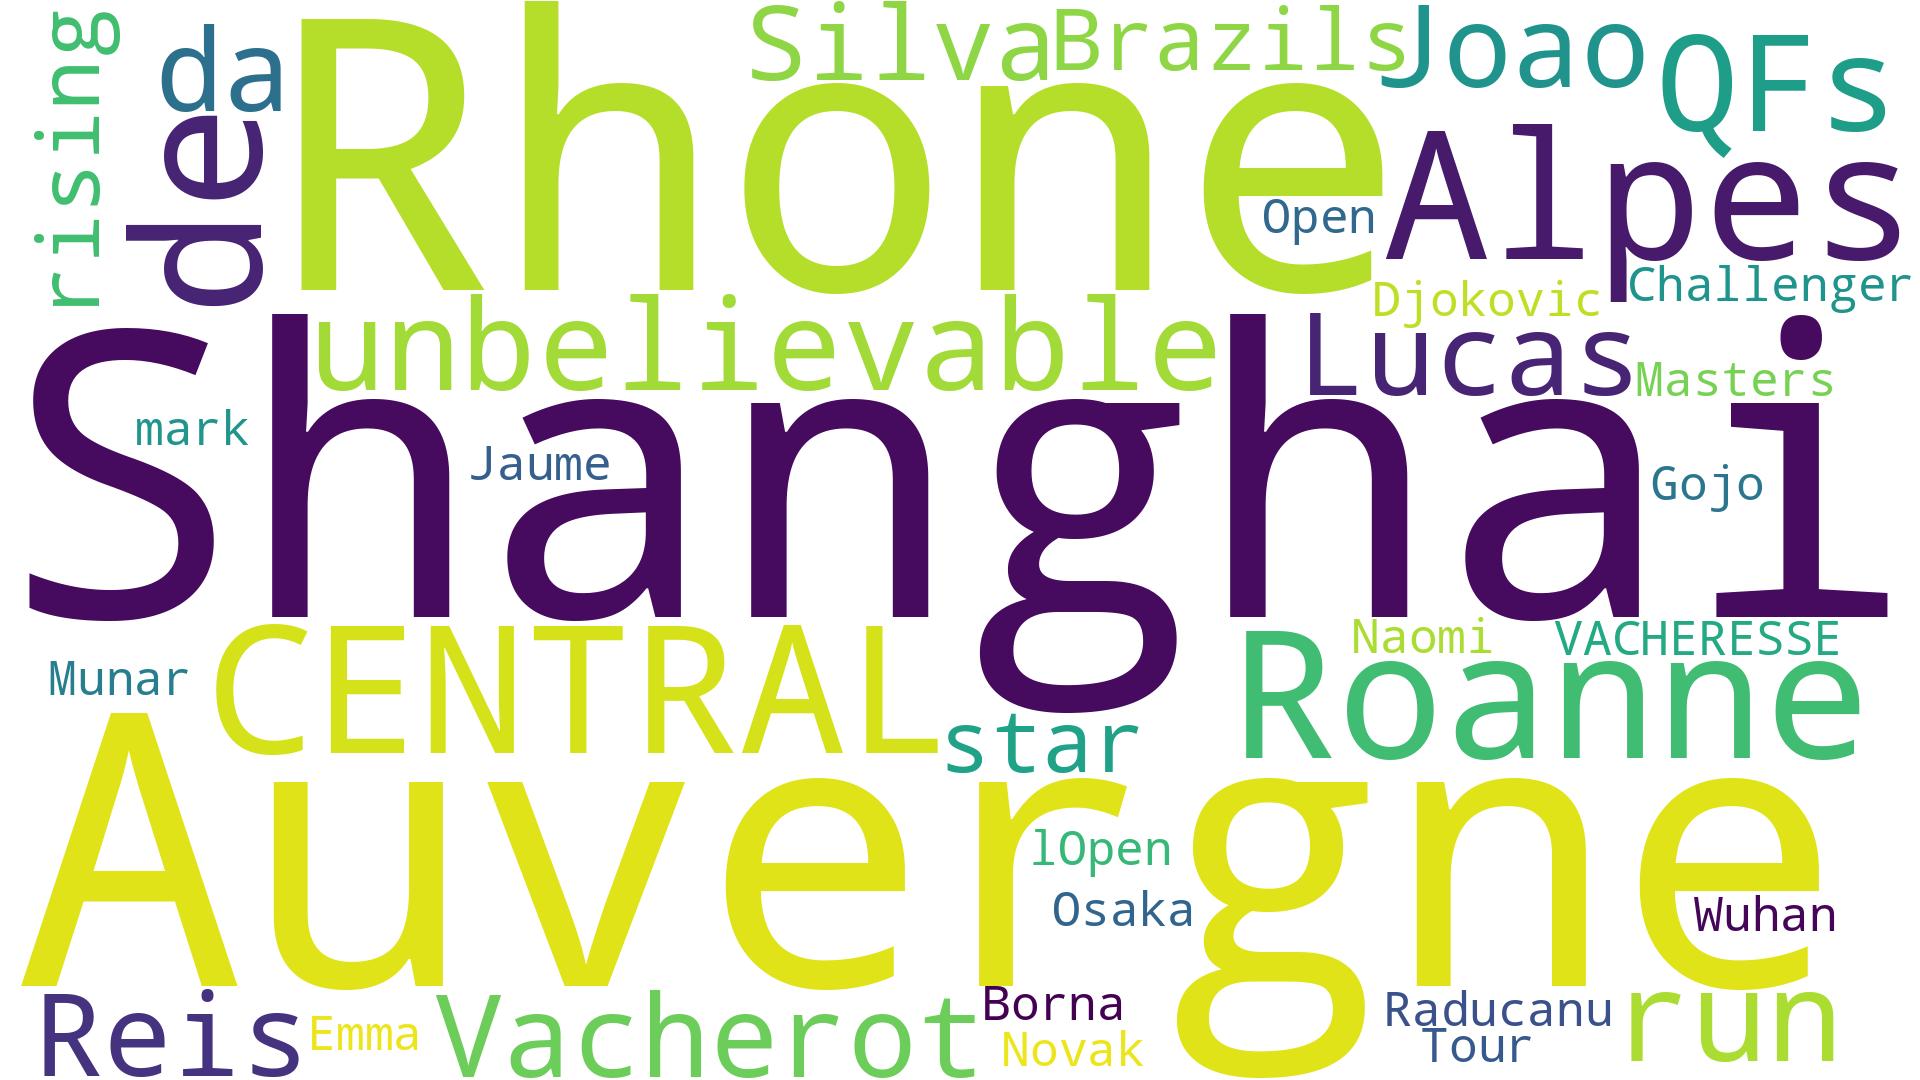 rising
da
de
Rhone
Silva
Brazils
Joao
QFs
Open
Alpes
Djokovic
Challenger
unbelievable
Lucas
Masters
Shanghai
mark
Jaume
Gojo
Munar
CENTRAL
Roanne
Naomi
VACHERESSE
star
Auvergne
lOpen
Osaka
Wuhan
Reis
Emma
Vacherot
Borna
Novak
Raducanu
Tour
run